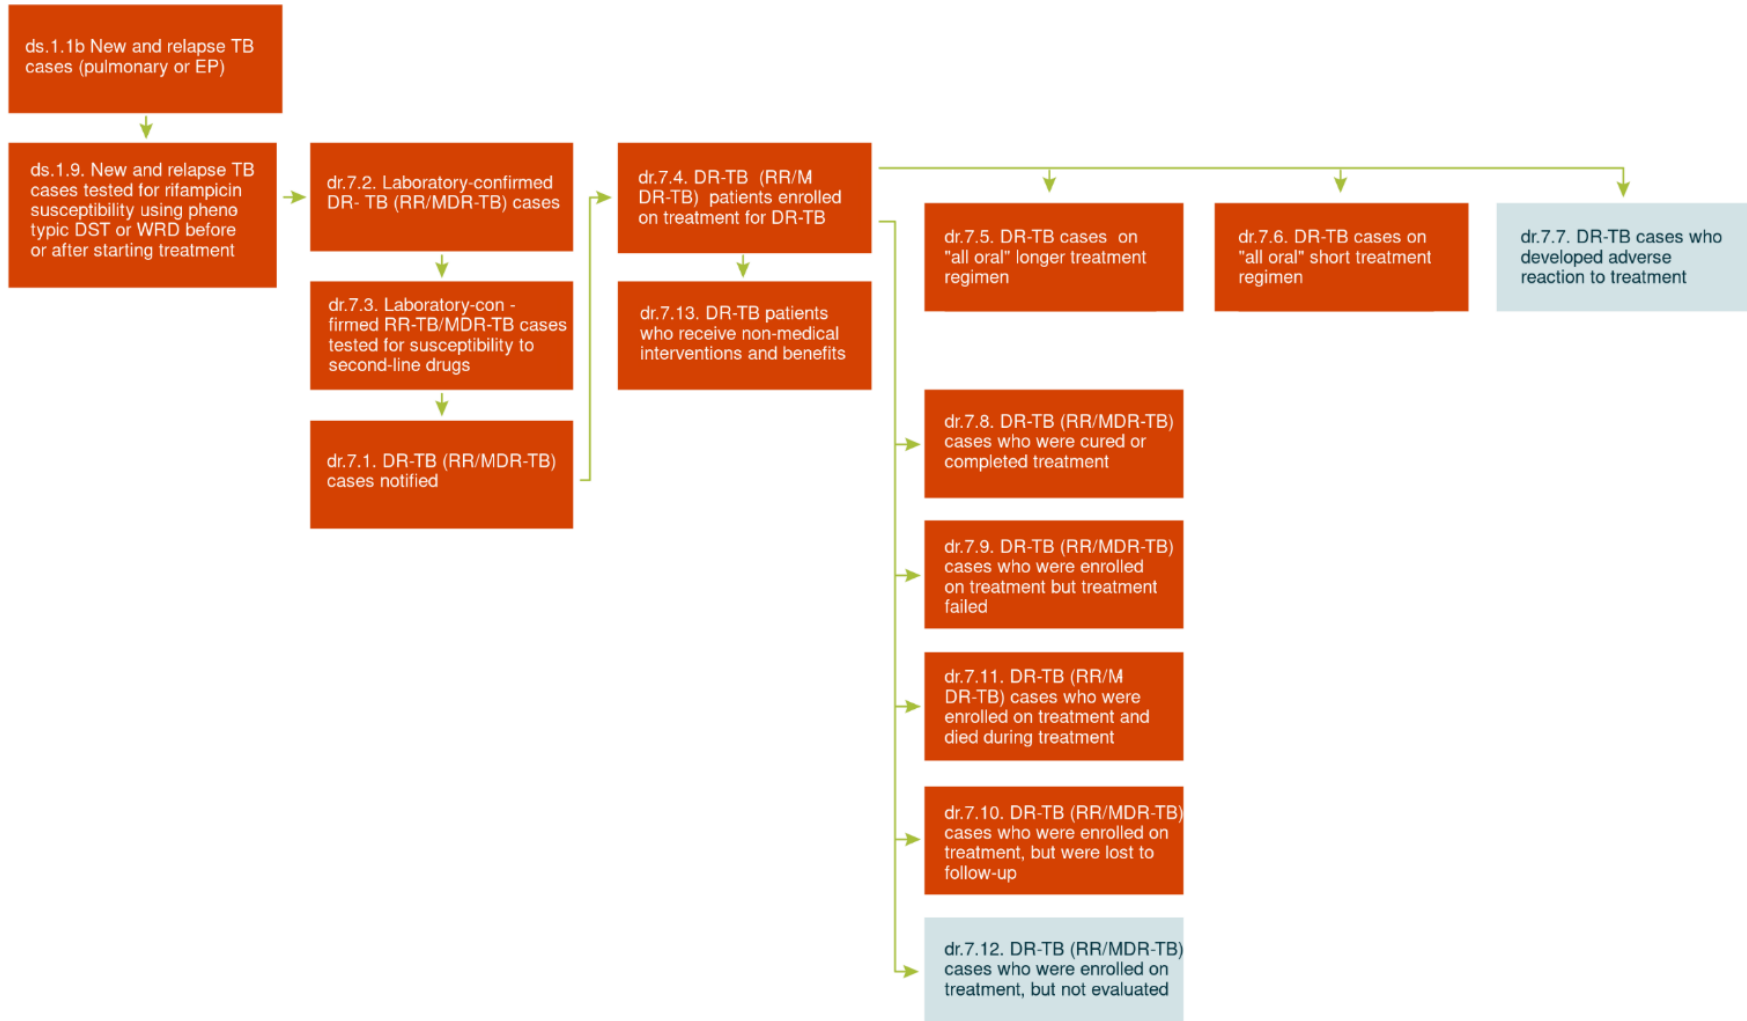 ds.1.1b New and relapse TB
cases (pulmonary or EP)
ds.1.9. New and relapse TB
cases tested for rifampicin
susceptibility using pheno
typic DST or WRD before
or after starting treatment
dr.7.2. Laboratory-confirmed
DR- TB (RR/MDR-TB) cases
dr.7.3. Laboratory-con -
firmed RR-TB/MDR-TB cases
tested for susceptibility to
second-line drugs
dr.7.1. DR-TB (RR/MDR-TB)
cases notified
dr.7.4. DR-TB (RR/M
DR-TB) patients enrolled
on treatment for DR-TB
dr.7.13. DR-TB patients
who receive non-medical
interventions and benefits
dr.7.5. DR-TB cases on
"all oral" longer treatment
regimen
dr.7.6. DR-TB cases on
"all oral" short treatment
regimen
dr.7.7. DR-TB cases who
developed adverse
reaction to treatment
dr.7.8. DR-TB (RR/MDR-TB)
cases who were cured or
completed treatment
dr.7.9. DR-TB (RR/MDR-TB)
cases who were enrolled
on treatment but treatment
failed
dr.7.11. DR-TB (RR/M
DR-TB) cases who were
enrolled on treatment and
died during treatment
dr.7.10. DR-TB (RR/MDR-TB)
cases who were enrolled on
treatment, but were lost to
follow-up
dr.7.12. DR-TB (RR/MDR-TB)
cases who were enrolled on
treatment, but not evaluated